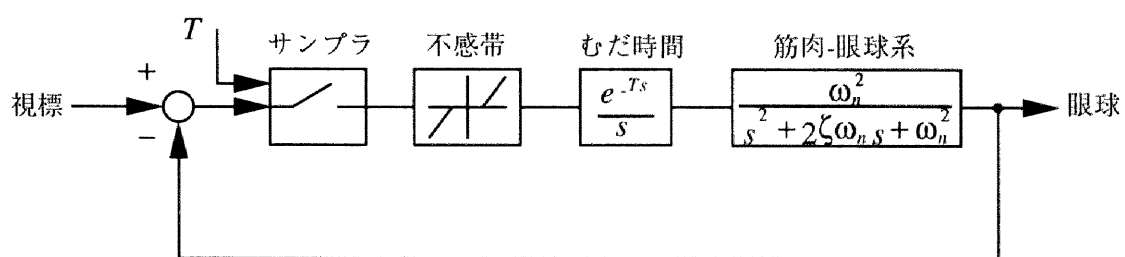 T
サンプラ
不感帯
むだ時間
筋肉-眼球系
+
視標
−
e^-Ts
s
ω_n^2
s^2 + 2ζω_n s + ω_n^2
眼球